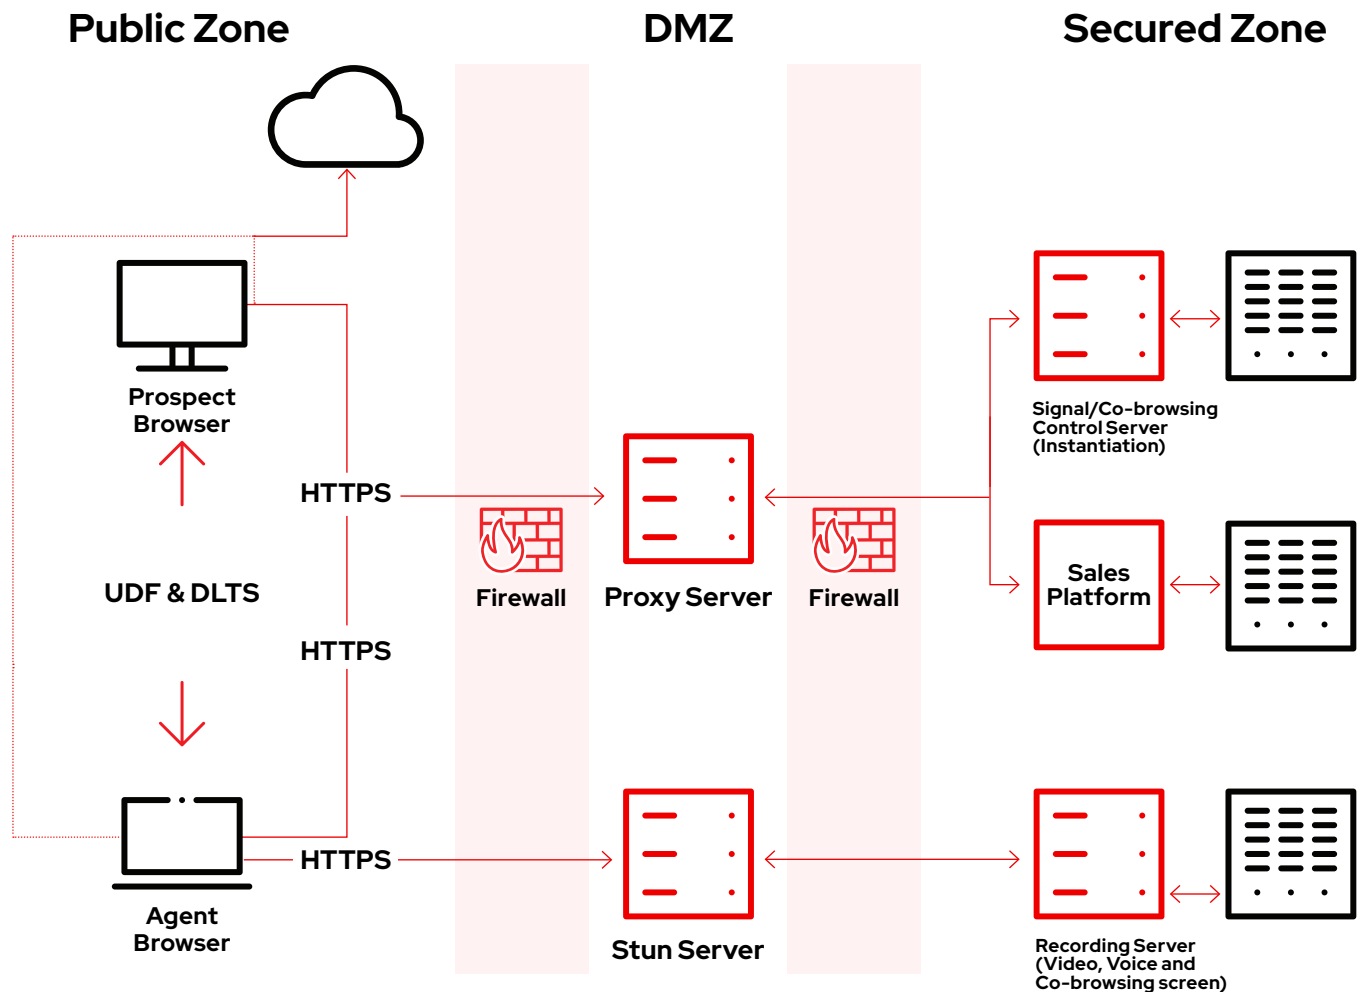 Public Zone
DMZ
Secured Zone
Prospect
Browser
Signal/Co-browsing
Control Server
(Instantiation)
HTTPS
UDF & DLTS
Firewall
Proxy Server
Firewall
Sales
Platform
HTTPS
HTTPS
Agent
Browser
Stun Server
Recording Server
(Video, Voice and
Co-browsing screen)